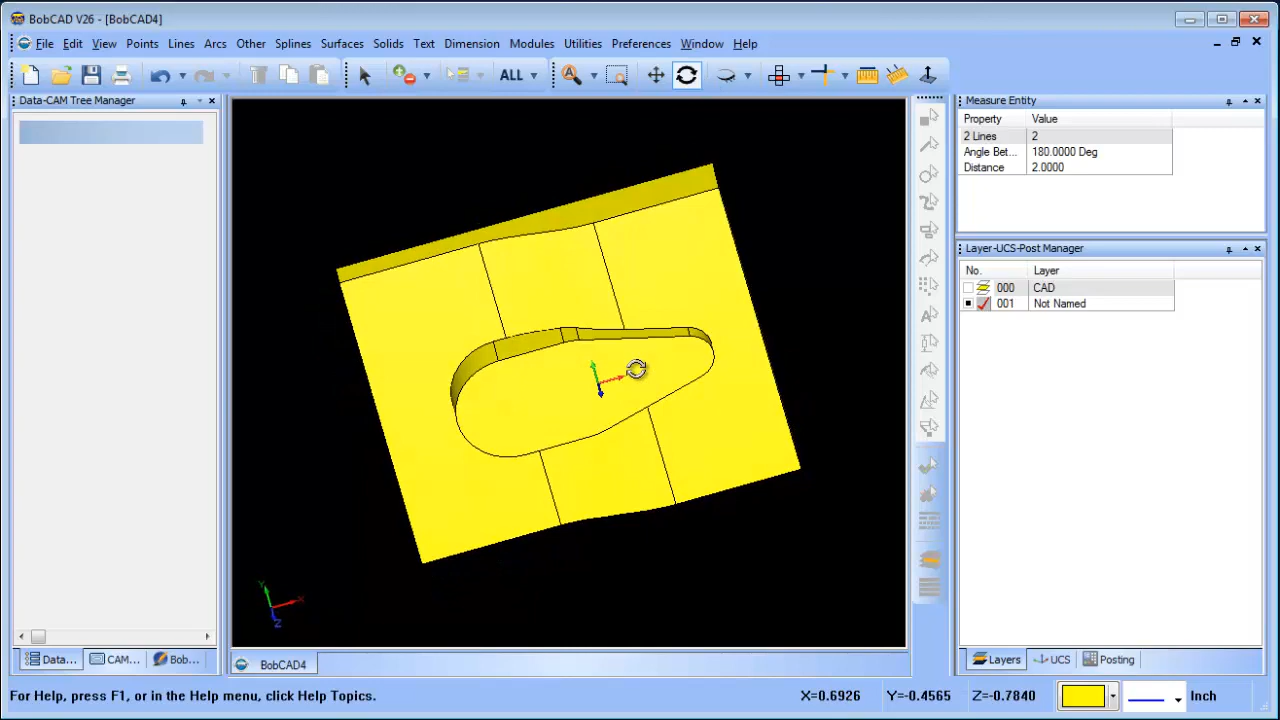 BobCAD V26 - [BobCAD4]
File Edit View Points Lines Arcs Other Splines Surfaces Solids Text Dimension Modules Utilities Preferences Window Help
ALL
Data-CAM Tree Manager
Measure Entity
Property Value
2 Lines 2
Angle Bet... 180.0000 Deg
Distance 2.0000
Layer-UCS-Post Manager
No. Layer
000 CAD
001 Not Named
Y
X
Z
Data... CAM... Bob...
BobCAD4
Layers UCS Posting
For Help, press F1, or in the Help menu, click Help Topics.
X=0.6926 Y=-0.4565 Z=-0.7840 Inch